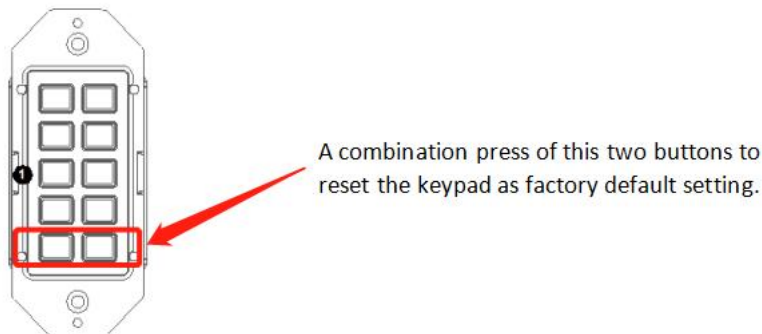 1
A combination press of this two buttons to
reset the keypad as factory default setting.